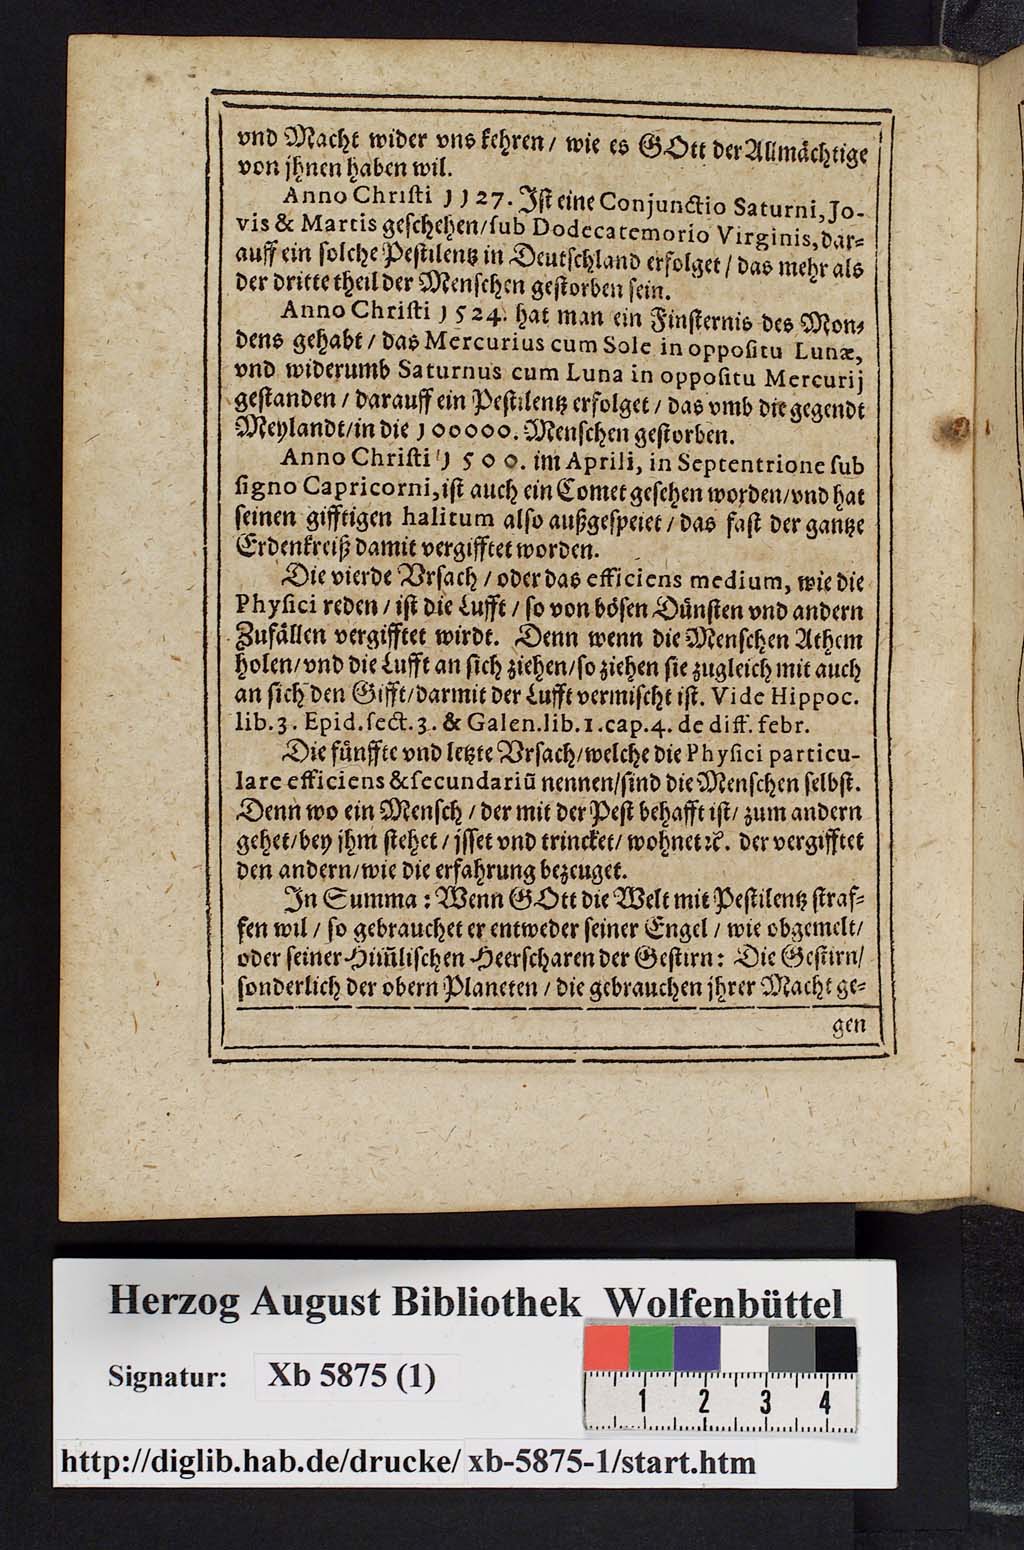 vnd Macht wider vns kehren / wie es GOtt der Allmächtige
von jhnen haben wil.
Anno Christi 1127. Jst eine Conjunctio Saturni, Jo-
vis & Martis geschehen / sub Dodecatemorio Virginis, dar-
auff ein solche Pestilentz in Deutschland erfolget / das mehr als
der dritte theil der Menschen gestorben sein.
Anno Christi 1524. hat man ein Finsternis des Mon-
dens gehabt / das Mercurius cum Sole in oppositu Lunæ,
vnd widerumb Saturnus cum Luna in oppositu Mercurij
gestanden / darauff ein Pestilentz erfolget / das vmb die gegendt
Meylandt / in die 100000. Menschen gestorben.
Anno Christi 1500. im Aprili, in Septentrione sub
signo Capricorni, ist auch ein Comet gesehen worden / vnd hat
seinen gifftigen halitum also außgespeiet / das fast der gantze
Erdenkreiß damit vergifftet worden.
Die vierde Vrsach / oder das efficiens medium, wie die
Physici reden / ist die Lufft / so von bösen Dünsten vnd andern
Zufällen vergifftet wirdt. Denn wenn die Menschen Athem
holen / vnd die Lufft an sich ziehen / so ziehen sie zugleich mit auch
an sich den Gifft / darmit der Lufft vermischt ist. Vide Hippoc.
lib. 3. Epid. sect. 3. & Galen. lib. 1. cap. 4. de diff. febr.
Die fünffte vnd letzte Vrsach / welche die Physici particu-
lare efficiens & secundariũ nennen / sind die Menschen selbst.
Denn wo ein Mensch / der mit der Pest behafft ist / zum andern
gehet / bey jhm stehet / jsset vnd trincket / wohnet ꝛc. der vergifftet
den andern / wie die erfahrung bezeuget.
Jn Summa : Wenn GOtt die Welt mit Pestilentz straf-
fen wil / so gebrauchet er entweder seiner Engel / wie obgemelt /
oder seiner Him̃lischen Heerscharen der Gestirn : Die Gestirn /
sonderlich der obern Planeten / die gebrauchen jhrer Macht ge-
gen
Herzog August Bibliothek Wolfenbüttel
Signatur: Xb 5875 (1)
1 2 3 4
http://diglib.hab.de/drucke/ xb-5875-1/start.htm